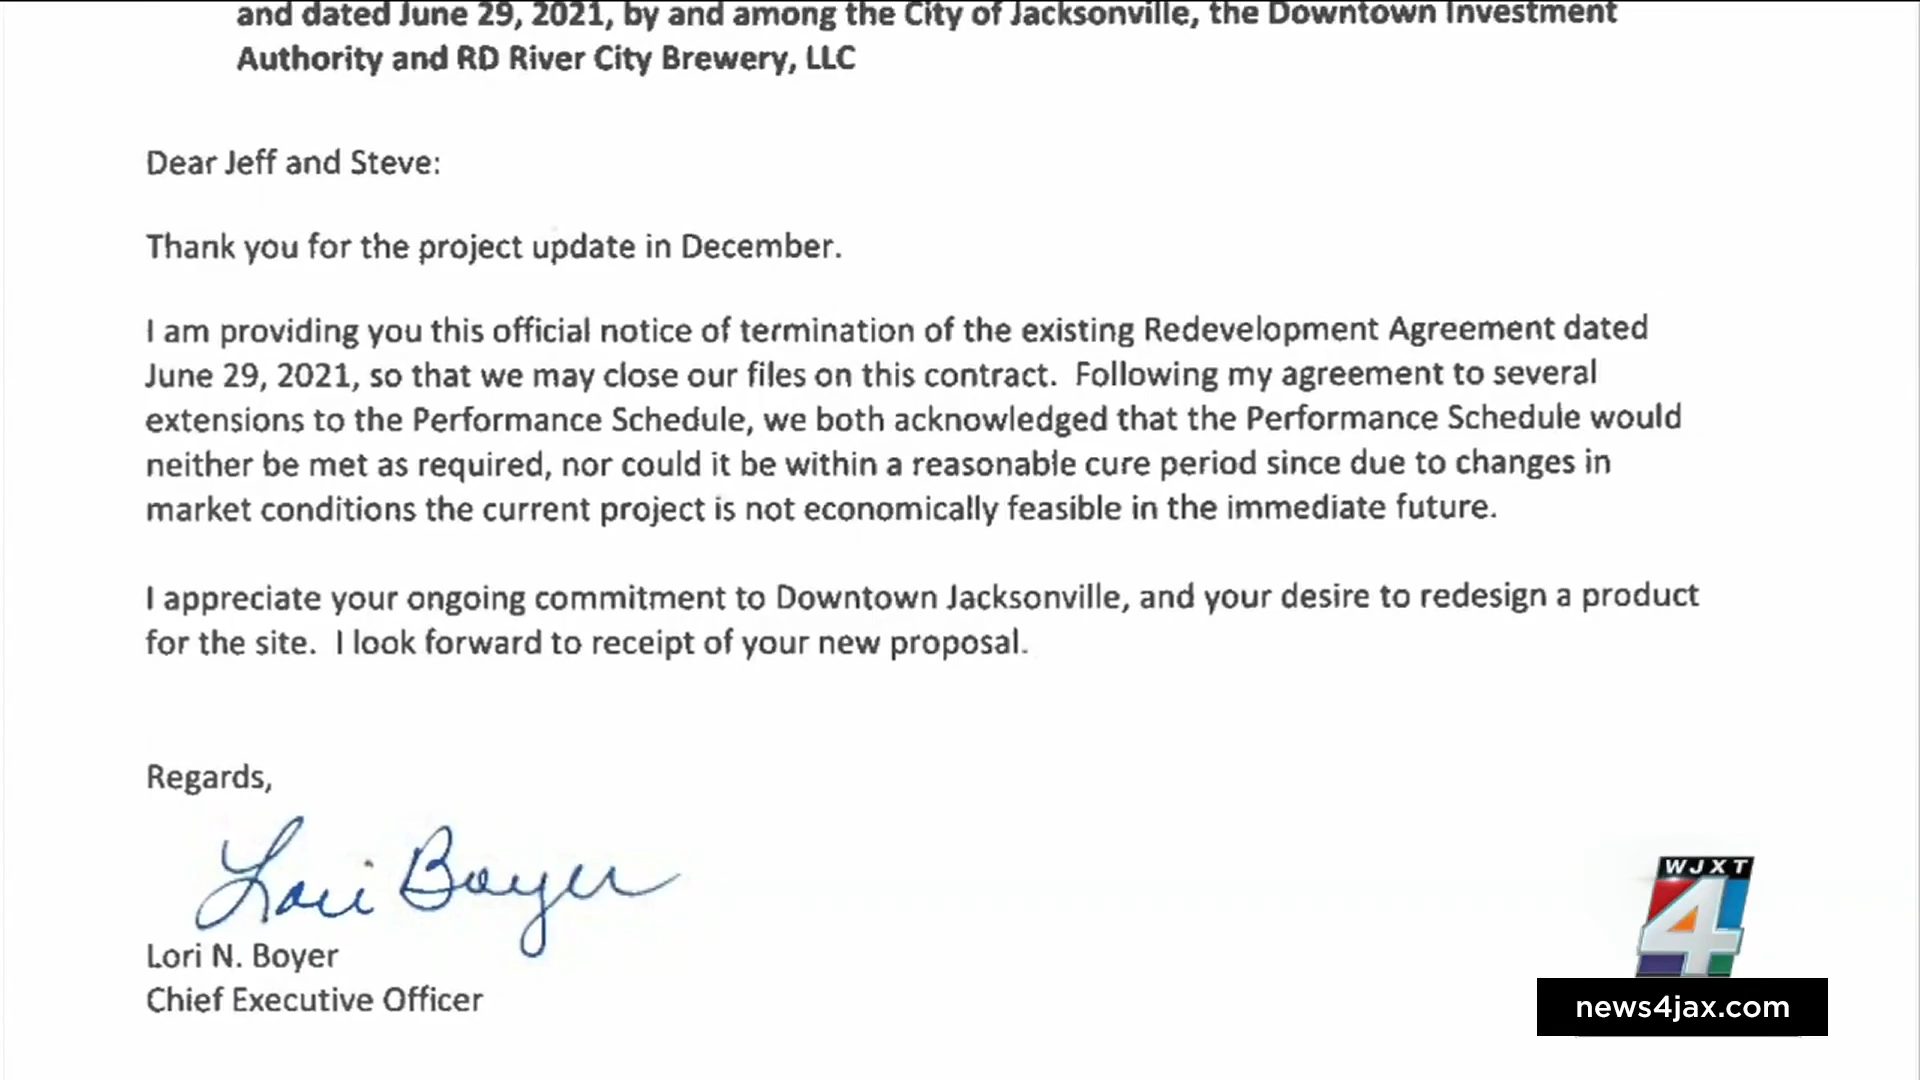 and dated June 29, 2021, by and among the City of Jacksonville, the Downtown Investment
Authority and RD River City Brewery, LLC
Dear Jeff and Steve:
Thank you for the project update in December.
I am providing you this official notice of termination of the existing Redevelopment Agreement dated
June 29, 2021, so that we may close our files on this contract.  Following my agreement to several
extensions to the Performance Schedule, we both acknowledged that the Performance Schedule would
neither be met as required, nor could it be within a reasonable cure period since due to changes in
market conditions the current project is not economically feasible in the immediate future.
I appreciate your ongoing commitment to Downtown Jacksonville, and your desire to redesign a product
for the site.  I look forward to receipt of your new proposal.
Regards,
Lori Boyer
Lori N. Boyer
Chief Executive Officer
WJXT
4
news4jax.com